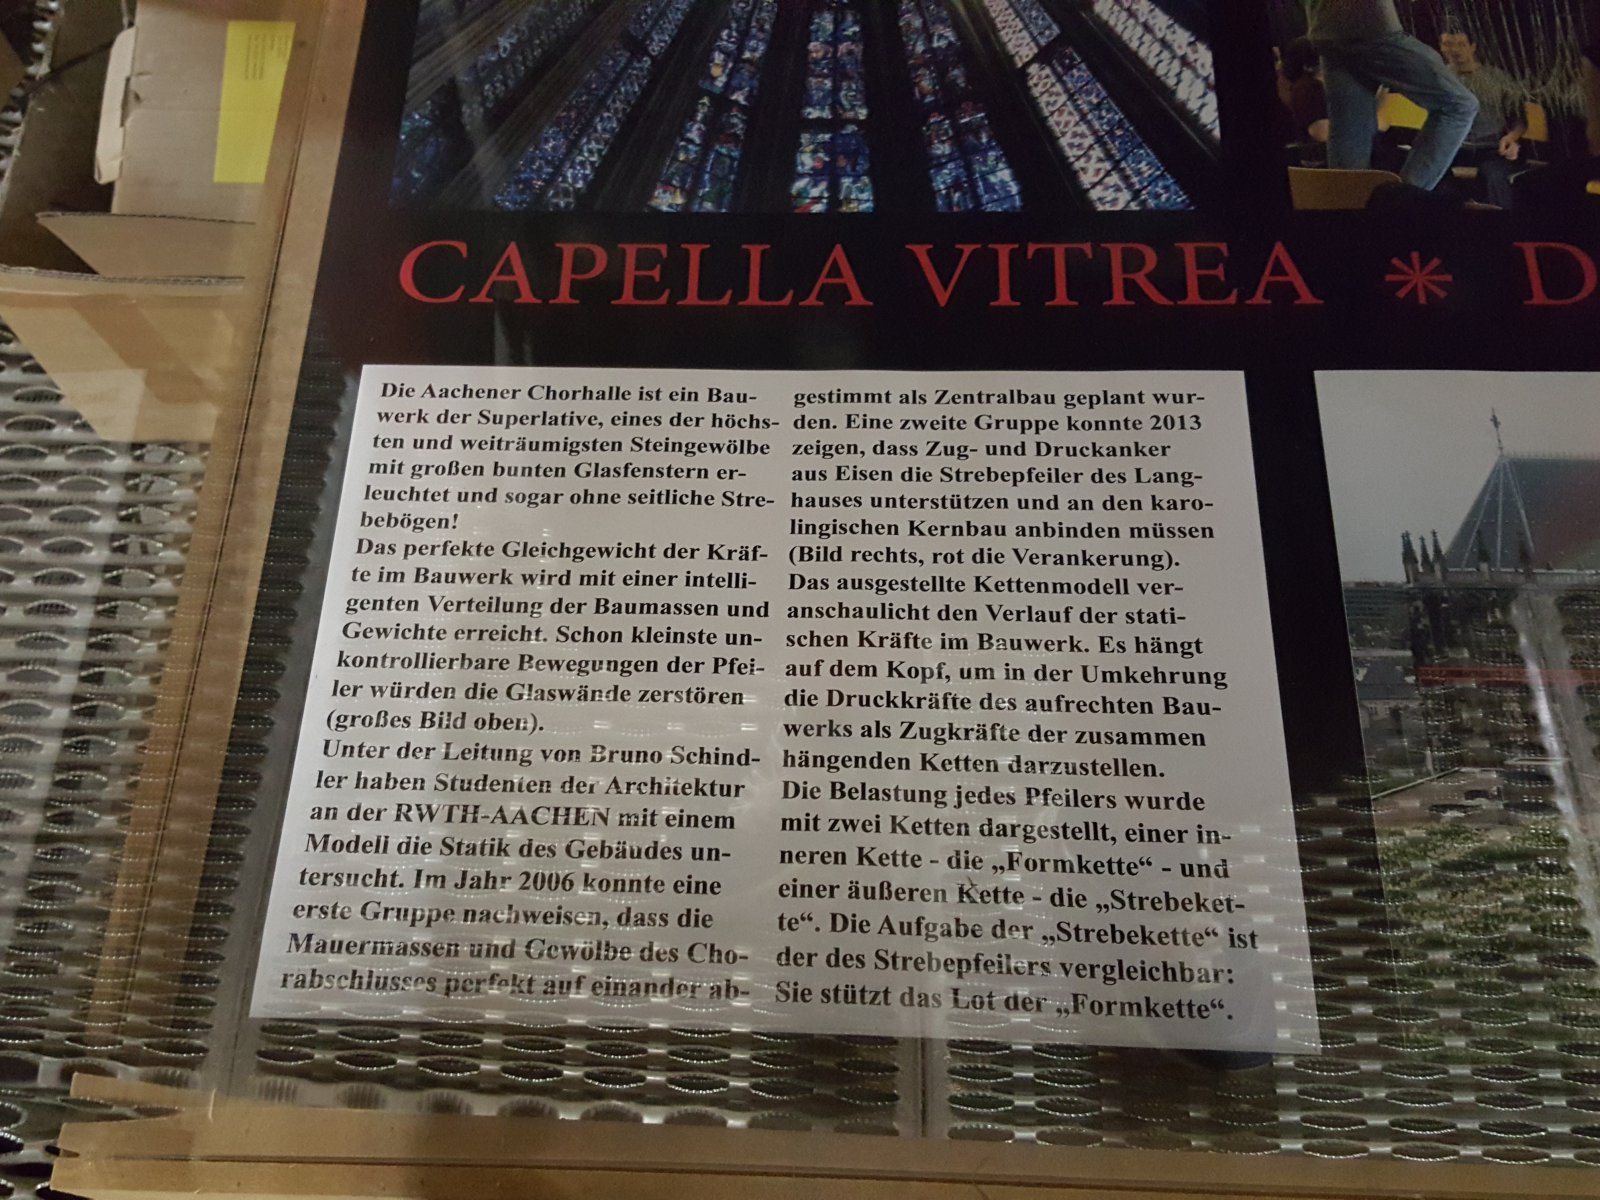 CAPELLA VITREA * D
Die Aachener Chorhalle ist ein Bau-
werk der Superlative, eines der höchs-
ten und weiträumigsten Steingewölbe
mit großen bunten Glasfenstern er-
leuchtet und sogar ohne seitliche Stre-
bebögen!
Das perfekte Gleichgewicht der Kräf-
te im Bauwerk wird mit einer intelli-
genten Verteilung der Baumassen und
Gewichte erreicht. Schon kleinste un-
kontrollierbare Bewegungen der Pfei-
ler würden die Glaswände zerstören
(großes Bild oben).
Unter der Leitung von Bruno Schind-
ler haben Studenten der Architektur
an der RWTH-AACHEN mit einem
Modell die Statik des Gebäudes un-
tersucht. Im Jahr 2006 konnte eine
erste Gruppe nachweisen, dass die
Mauermassen und Gewölbe des Cho-
rabschlusses perfekt auf einander ab-
gestimmt als Zentralbau geplant wur-
den. Eine zweite Gruppe konnte 2013
zeigen, dass Zug- und Druckanker
aus Eisen die Strebepfeiler des Lang-
hauses unterstützen und an den karo-
lingischen Kernbau anbinden müssen
(Bild rechts, rot die Verankerung).
Das ausgestellte Kettenmodell ver-
anschaulicht den Verlauf der stati-
schen Kräfte im Bauwerk. Es hängt
auf dem Kopf, um in der Umkehrung
die Druckkräfte des aufrechten Bau-
werks als Zugkräfte der zusammen
hängenden Ketten darzustellen.
Die Belastung jedes Pfeilers wurde
mit zwei Ketten dargestellt, einer in-
neren Kette - die „Formkette“ - und
einer äußeren Kette - die „Strebeket-
te“. Die Aufgabe der „Strebekette“ ist
der des Strebepfeilers vergleichbar:
Sie stützt das Lot der „Formkette“.